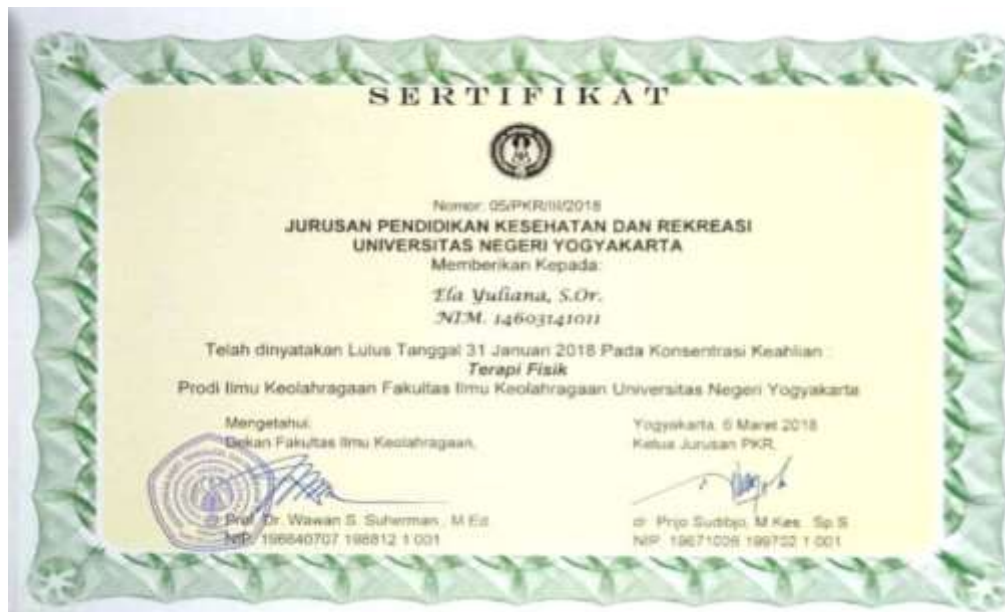 SERTIFIKAT
Nomor: 05/PKR/III/2018
JURUSAN PENDIDIKAN KESEHATAN DAN REKREASI
UNIVERSITAS NEGERI YOGYAKARTA
Memberikan Kepada:
Ela Yuliana, S.Or.
NIM. 14603141011
Telah dinyatakan Lulus Tanggal 31 Januari 2018 Pada Konsentrasi Keahlian :
Terapi Fisik
Prodi Ilmu Keolahragaan Fakultas Ilmu Keolahragaan Universitas Negeri Yogyakarta
Mengetahui:
Dekan Fakultas Ilmu Keolahragaan,
Prof. Dr. Wawan S. Suherman, M.Ed
NIP. 19640707 198812 1 001
Yogyakarta, 6 Maret 2018
Ketua Jurusan PKR,
dr. Prijo Sudibjo, M.Kes., Sp.S.
NIP. 19671026 199702 1 001